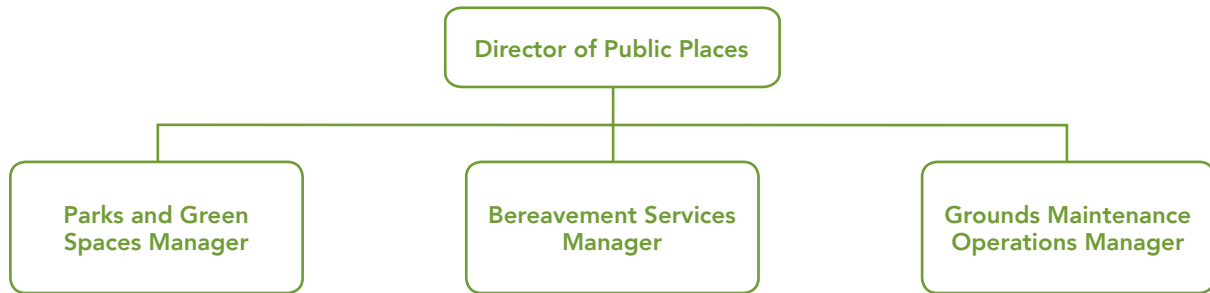 Director of Public Places
Parks and Green
Spaces Manager
Bereavement Services
Manager
Grounds Maintenance
Operations Manager